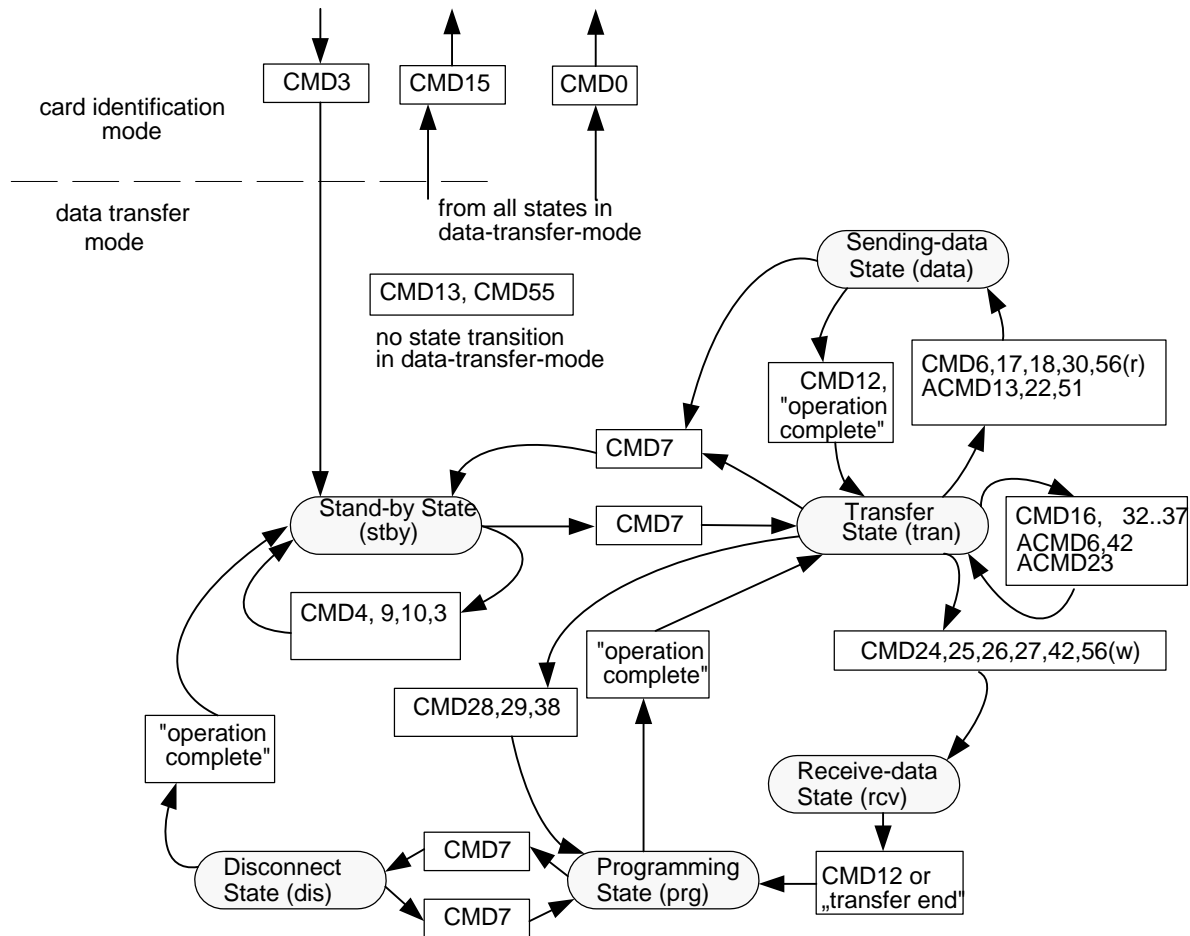 CMD3
CMD15
CMD0
card identification
mode
data transfer
mode
from all states in
data-transfer-mode
Sending-data
State (data)
CMD13, CMD55
no state transition
in data-transfer-mode
CMD12,
"operation
complete"
CMD6,17,18,30,56(r)
ACMD13,22,51
CMD7
Stand-by State
(stby)
CMD7
Transfer
State (tran)
CMD16, 32..37
ACMD6,42
ACMD23
CMD4, 9,10,3
"operation
complete"
CMD24,25,26,27,42,56(w)
CMD28,29,38
"operation
complete"
Receive-data
State (rcv)
CMD7
Disconnect
State (dis)
Programming
State (prg)
CMD12 or
„transfer end"
CMD7